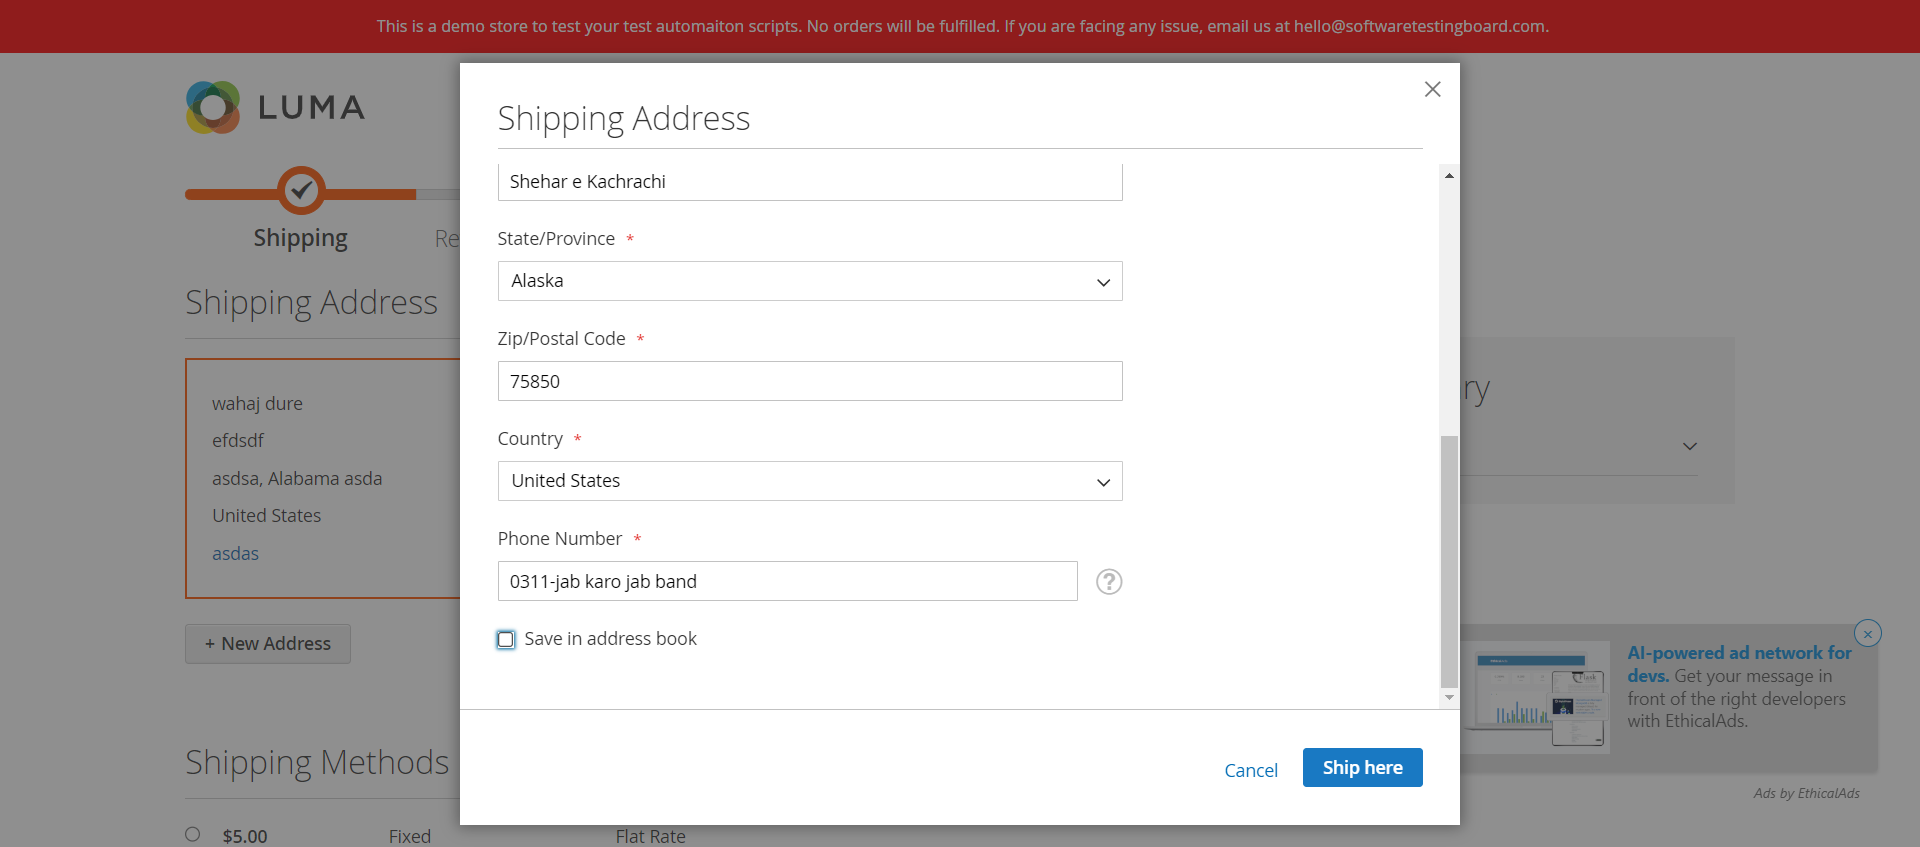 This is a demo store to test your test automaiton scripts. No orders will be fulfilled. If you are facing any issue, email us at hello@softwaretestingboard.com.
LUMA
Shipping
Re
Shipping Address
wahaj dure
efdsdf
asdsa, Alabama asda
United States
asdas
+ New Address
Shipping Methods
$5.00 Fixed Flat Rate
Shipping Address
Shehar e Kachrachi
State/Province *
Alaska
Zip/Postal Code *
75850
Country *
United States
Phone Number *
0311-jab karo jab band
?
Save in address book
Cancel
Ship here
ry
AI-powered ad network for
devs. Get your message in
front of the right developers
with EthicalAds.
Ads by EthicalAds